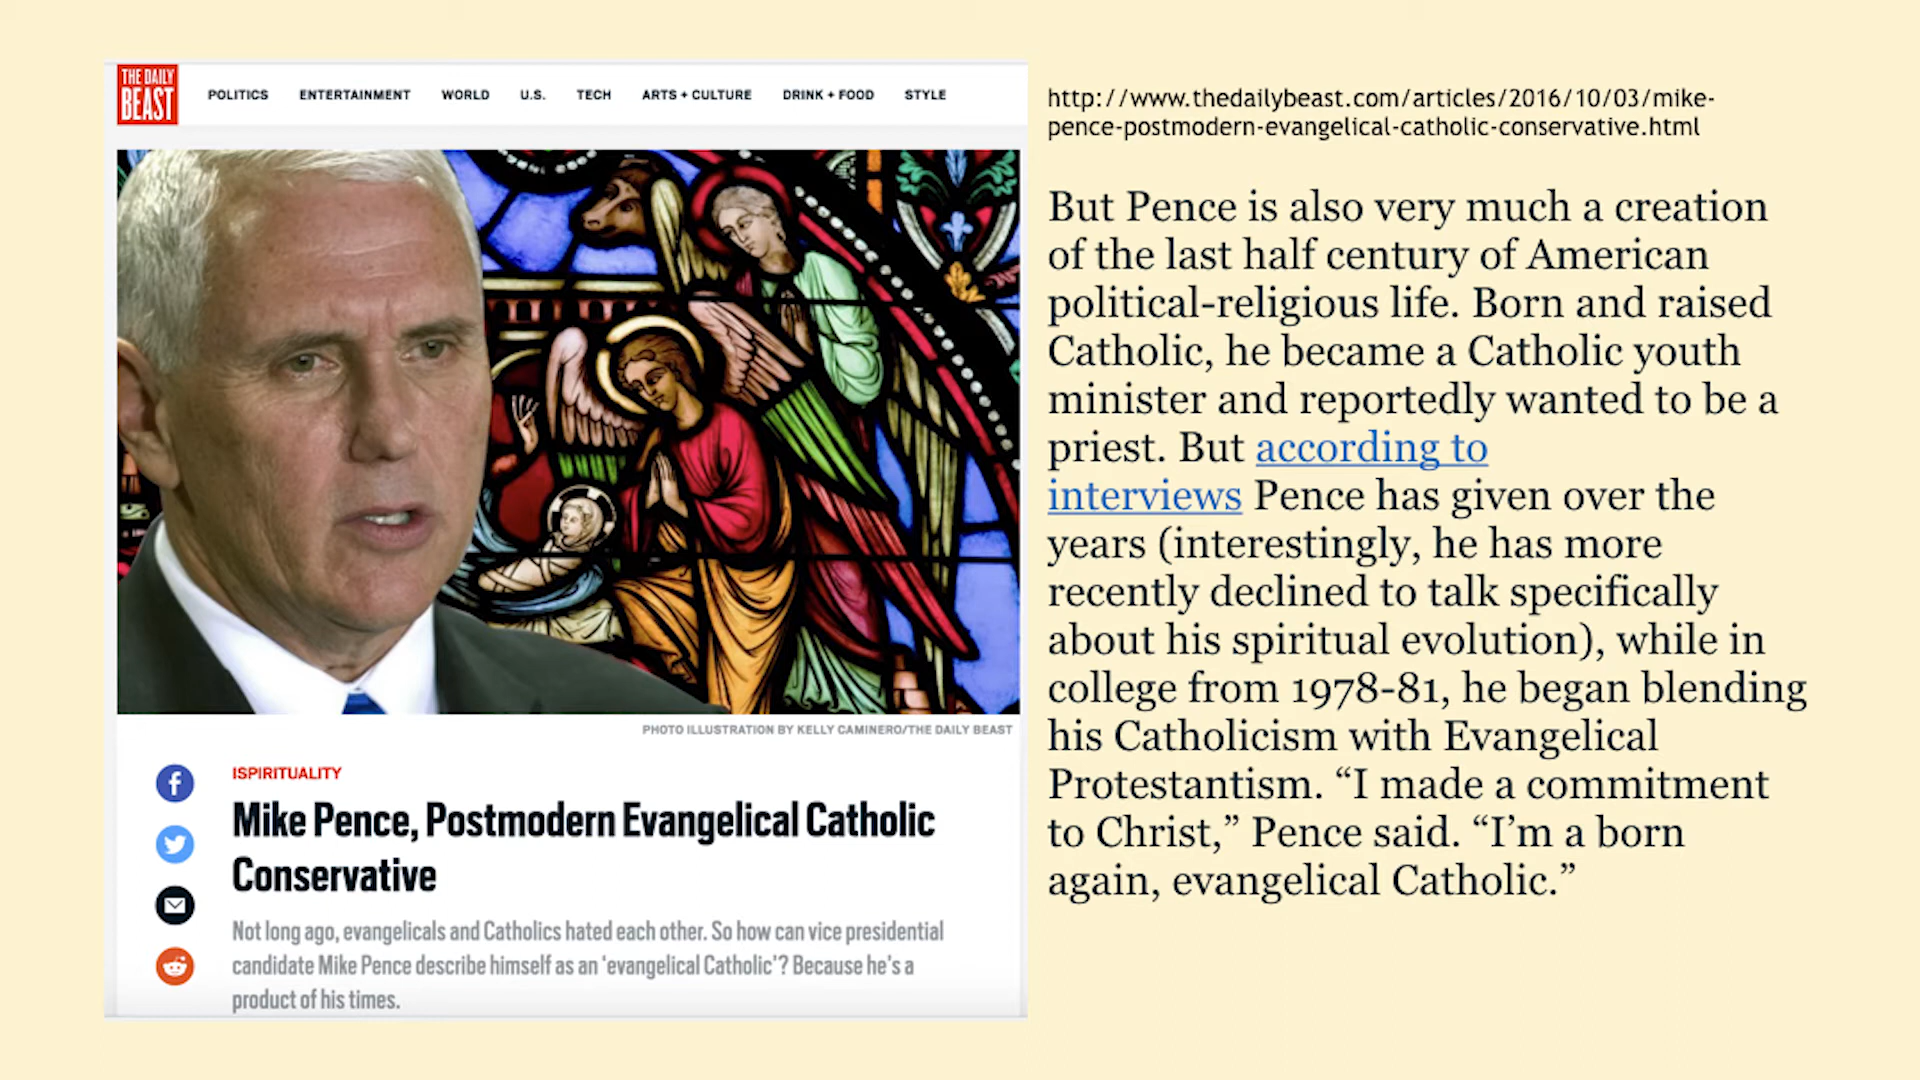 THE DAILY
BEAST
POLITICS ENTERTAINMENT WORLD U.S. TECH ARTS + CULTURE DRINK + FOOD STYLE
PHOTO ILLUSTRATION BY KELLY CAMINERO/THE DAILY BEAST
ISPIRITUALITY
Mike Pence, Postmodern Evangelical Catholic
Conservative
Not long ago, evangelicals and Catholics hated each other. So how can vice presidential
candidate Mike Pence describe himself as an 'evangelical Catholic'? Because he's a
product of his times.
http://www.thedailybeast.com/articles/2016/10/03/mike-
pence-postmodern-evangelical-catholic-conservative.html
But Pence is also very much a creation
of the last half century of American
political-religious life. Born and raised
Catholic, he became a Catholic youth
minister and reportedly wanted to be a
priest. But according to
interviews Pence has given over the
years (interestingly, he has more
recently declined to talk specifically
about his spiritual evolution), while in
college from 1978-81, he began blending
his Catholicism with Evangelical
Protestantism. “I made a commitment
to Christ,” Pence said. “I’m a born
again, evangelical Catholic.”